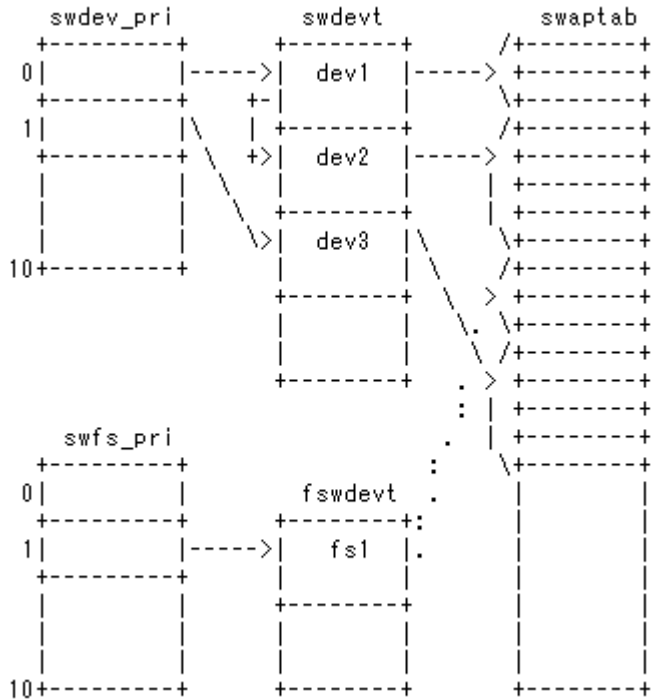 swdev_pri swdevt swaptab
0 dev1
1
dev2
dev3
10
swfs_pri
0 fswdevt
1 fs1
10